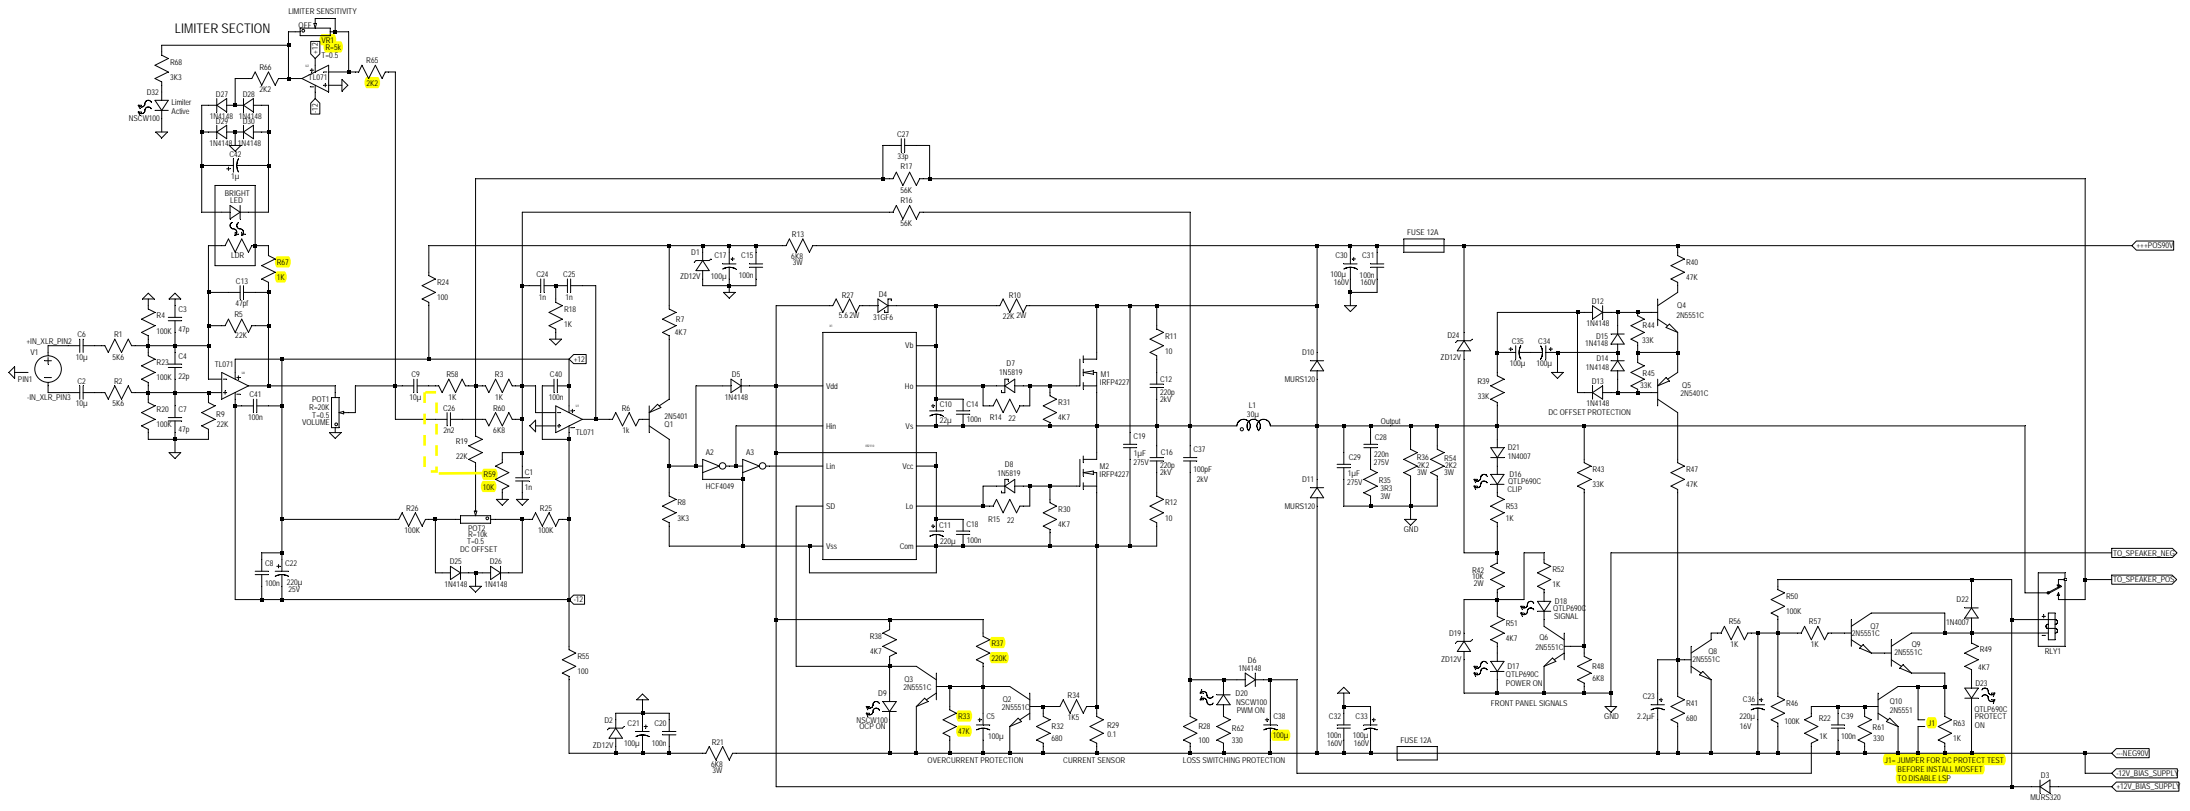 LIMITER SENSITIVITY
LIMITER SECTION
OFF
VR1
R=5k
T=0.5
+12
TL071
-12
R65
2K2
R68
3K3
R66
2K2
D32
NSCW100
Limiter
Active
D27
1N4148
D28
1N4148
D29
1N4148
D30
1N4148
C42
1µ
BRIGHT
LED
LDR
R67
1K
C13
47pf
R5
22K
R4
100K
C3
47p
+IN_XLR_PIN2
V1
PIN1
-IN_XLR_PIN3
C6
10µ
R1
5K6
C2
10µ
R2
5K6
R23
100K
C4
22p
R20
100K
C7
47p
R9
22K
TL071
C41
100n
POT1
R=20K
T=0.5
VOLUME
R24
100
C9
10µ
R58
1K
R3
1K
C26
2n2
R60
6K8
R19
22K
R59
10K
C1
1n
C24
1n
C25
1n
R18
1K
C40
100n
+12
TL071
R26
100K
POT2
R=10k
T=0.5
DC OFFSET
R25
100K
D25
1N4148
D26
1N4148
C8
100n
C22
220µ
25V
-12
R55
100
C27
33p
R17
56K
R16
56K
D1
ZD12V
C17
100µ
C15
100n
R13
6K8
3W
R7
4K7
R6
1k
2N5401
Q1
R8
3K3
D5
1N4148
A2
A3
HCF4049
R27
5.6 2W
D4
31GF6
R10
22K 2W
Vdd
Hin
Lin
SD
Vss
Vb
Ho
Vs
Vcc
Lo
Com
D7
1N5819
R14
22
R31
4K7
M1
IRFP4227
C10
22µ
C14
100n
D8
1N5819
R15
22
R30
4K7
M2
IRFP4227
C11
220µ
C18
100n
R11
10
C12
220p
2kV
C19
1µF
275V
C16
220p
2kV
R12
10
C37
100pF
2kV
L1
30µ
D10
MURS120
D11
MURS120
C30
100µ
160V
C31
100n
160V
FUSE 12A
Output
C29
1µF
275V
C28
220n
275V
R35
3R3
3W
R36
2K2
3W
R54
2K2
3W
GND
D24
ZD12V
R39
33K
C35
100µ
C34
100µ
D12
1N4148
D15
1N4148
D14
1N4148
D13
1N4148
R44
33K
R45
33K
DC OFFSET PROTECTION
R40
47K
Q4
2N5551C
Q5
2N5401C
+++POS90V
D21
1N4007
D16
QTLP690C
CLIP
R53
1K
R43
33K
R47
47K
R42
10K
2W
R52
1K
D18
QTLP690C
SIGNAL
R51
4K7
D19
ZD12V
D17
QTLP690C
POWER ON
Q6
2N5551C
R48
6K8
FRONT PANEL SIGNALS
GND
TO_SPEAKER_NEG
TO_SPEAKER_POS
R50
100K
D22
1N4007
RLY1
R56
1K
R57
1K
Q7
2N5551C
Q9
2N5551C
Q8
2N5551C
R49
4K7
D23
QTLP690C
PROTECT
ON
C23
2.2µF
R41
680
C36
220µ
16V
R46
100K
R22
1K
C39
100n
R61
330
Q10
2N5551
J1
R63
1K
J1= JUMPER FOR DC PROTECT TEST
BEFORE INSTALL MOSFET
TO DISABLE LSP
---NEG90V
-12V_BIAS_SUPPLY
+12V_BIAS_SUPPLY
D3
MURS320
D2
ZD12V
C21
100µ
C20
100n
R21
6K8
3W
R38
4K7
D9
NSCW100
OCP ON
Q3
2N5551C
R37
220K
R33
47K
C5
100µ
Q2
2N5551C
R32
680
R34
1K5
R29
0.1
OVERCURRENT PROTECTION
CURRENT SENSOR
D6
1N4148
D20
NSCW100
PWM ON
R28
100
R62
330
C38
100µ
LOSS SWITCHING PROTECTION
C32
100n
160V
C33
100µ
160V
FUSE 12A